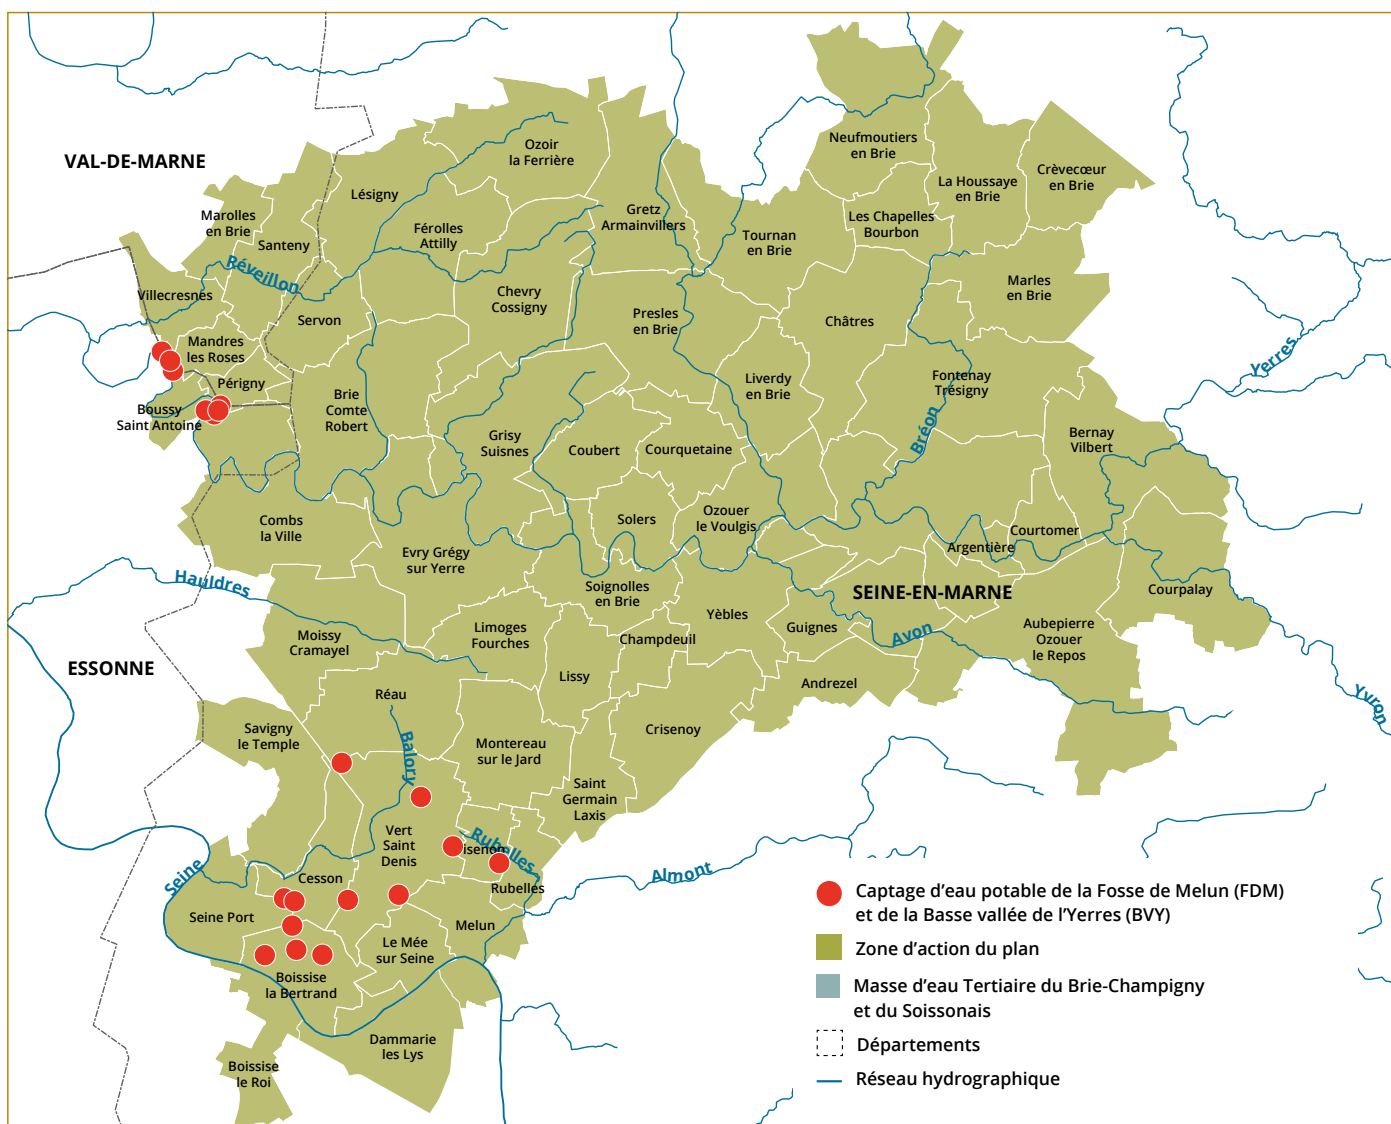 VAL-DE-MARNE
Ozoir
la Ferrière
Neufmoutiers
en Brie
Crèvecœur
en Brie
La Houssaye
en Brie
Lésigny
Marolles
en Brie
Santeny
Férolles
Attilly
Gretz
Armainvillers
Tournan
en Brie
Les Chapelles
Bourbon
Réveillon
Villecresnes
Chevry
Cossigny
Marles
en Brie
Servon
Presles
en Brie
Châtres
Mandres
les Roses
Yerres
Périgny
Liverdy
en Brie
Fontenay
Trésigny
Boussy
Saint Antoine
Brie
Comte
Robert
Bréon
Grisy
Suisnes
Coubert
Courquetaine
Bernay
Vilbert
Combs
la Ville
Solers
Ozouer
le Voulgis
Courtomer
Argentière
Evry Grégy
sur Yerre
Hauldres
Soignolles
en Brie
SEINE-EN-MARNE
Courpalay
Yèbles
Moissy
Cramayel
Limoges
Fourches
Champdeuil
Guignes
Avon
Aubepierre
Ozouer
le Repos
ESSONNE
Lissy
Andrezel
Réau
Yvron
Savigny
le Temple
Balory
Montereau
sur le Jard
Crisenoy
Saint
Germain
Laxis
Vert
Saint
Denis
Rubelles
isenon
Seine
Cesson
Rubelles
Almont
Seine Port
Melun
Le Mée
sur Seine
Boissise
la Bertrand
Dammarie
les Lys
Boissise
le Roi
Captage d'eau potable de la Fosse de Melun (FDM)
et de la Basse vallée de l'Yerres (BVY)
Zone d'action du plan
Masse d'eau Tertiaire du Brie-Champigny
et du Soissonais
Départements
Réseau hydrographique